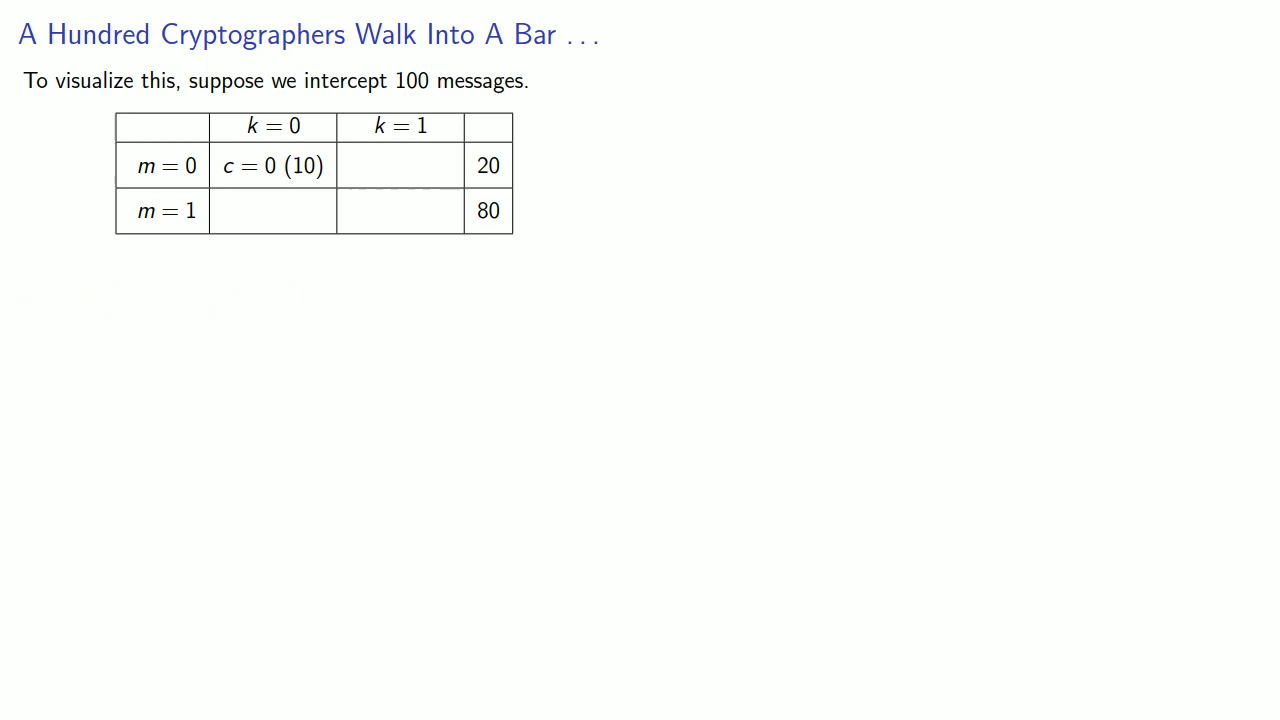 A Hundred Cryptographers Walk Into A Bar ...
To visualize this, suppose we intercept 100 messages.
k = 0 k = 1
m = 0 c = 0 (10) 20
m = 1 80